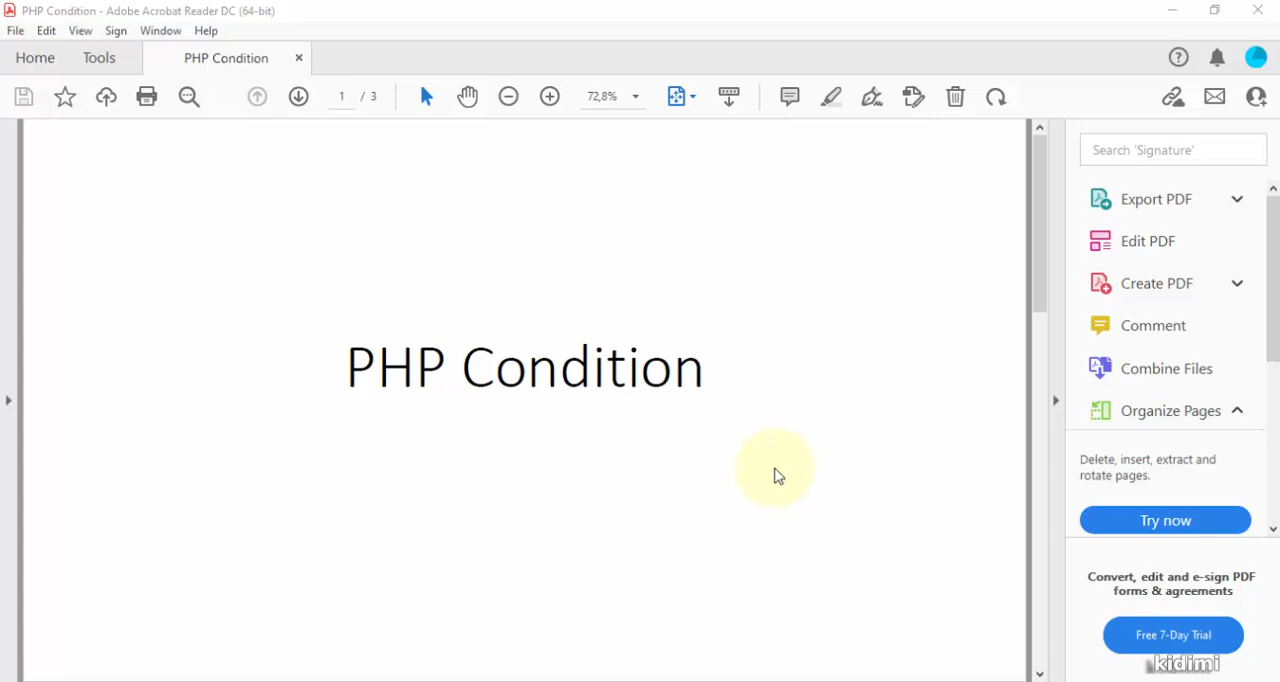 PHP Condition - Adobe Acrobat Reader DC (64-bit)
File Edit View Sign Window Help
Home Tools PHP Condition
1 / 3 72,8%
Search 'Signature'
Export PDF
Edit PDF
Create PDF
PHP Condition
Comment
Combine Files
Organize Pages
Delete, insert, extract and
rotate pages.
Try now
Convert, edit and e-sign PDF
forms & agreements
Free 7-Day Trial
kidimi